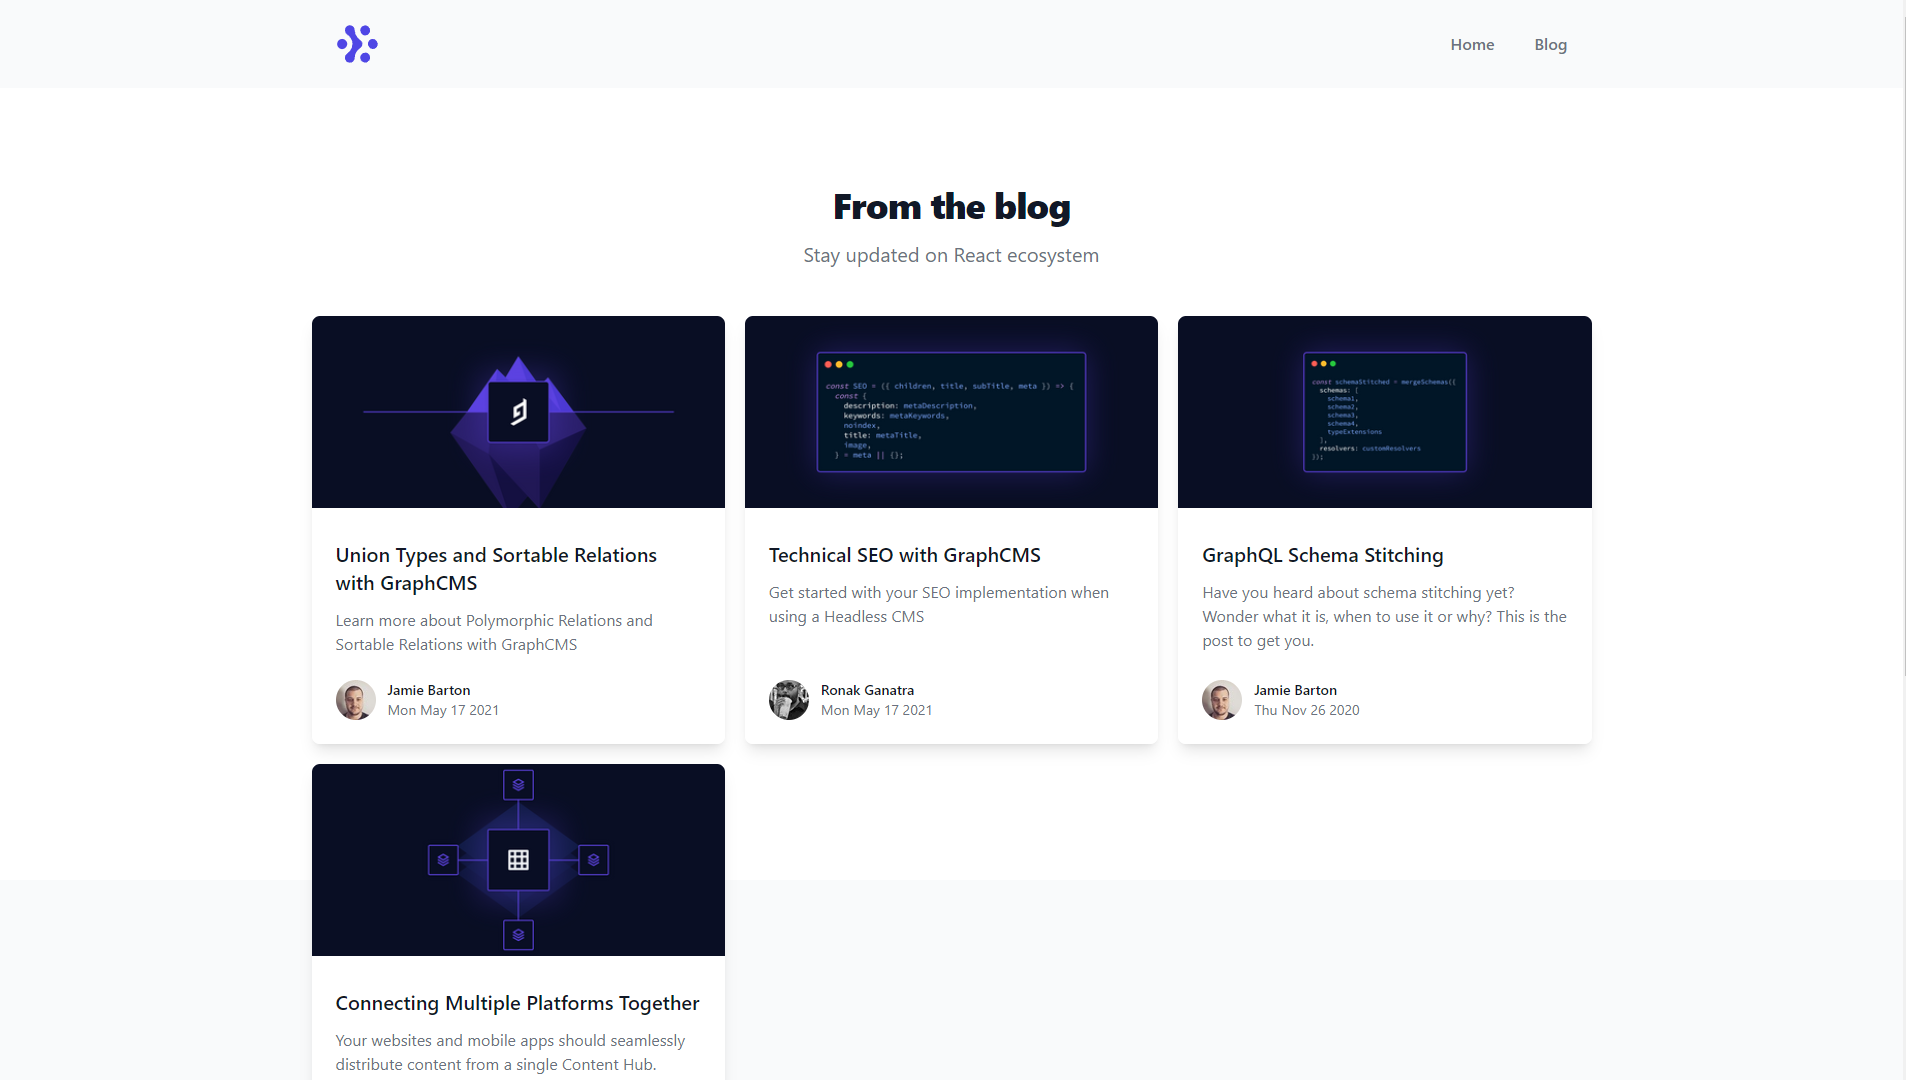 Home Blog
From the blog
Stay updated on React ecosystem
const SEO = ({ children, title, subTitle, meta }) => {
const {
description: metaDescription,
keywords: metaKeywords,
noindex,
title: metaTitle,
image,
} = meta || {};
const schemaStitched = mergeSchemas({
schemas: [
schema1,
schema2,
schema3,
schema4,
typeExtensions
],
resolvers: customResolvers
});
Union Types and Sortable Relations
with GraphCMS
Learn more about Polymorphic Relations and
Sortable Relations with GraphCMS
Jamie Barton
Mon May 17 2021
Technical SEO with GraphCMS
Get started with your SEO implementation when
using a Headless CMS
Ronak Ganatra
Mon May 17 2021
GraphQL Schema Stitching
Have you heard about schema stitching yet?
Wonder what it is, when to use it or why? This is the
post to get you.
Jamie Barton
Thu Nov 26 2020
Connecting Multiple Platforms Together
Your websites and mobile apps should seamlessly
distribute content from a single Content Hub.